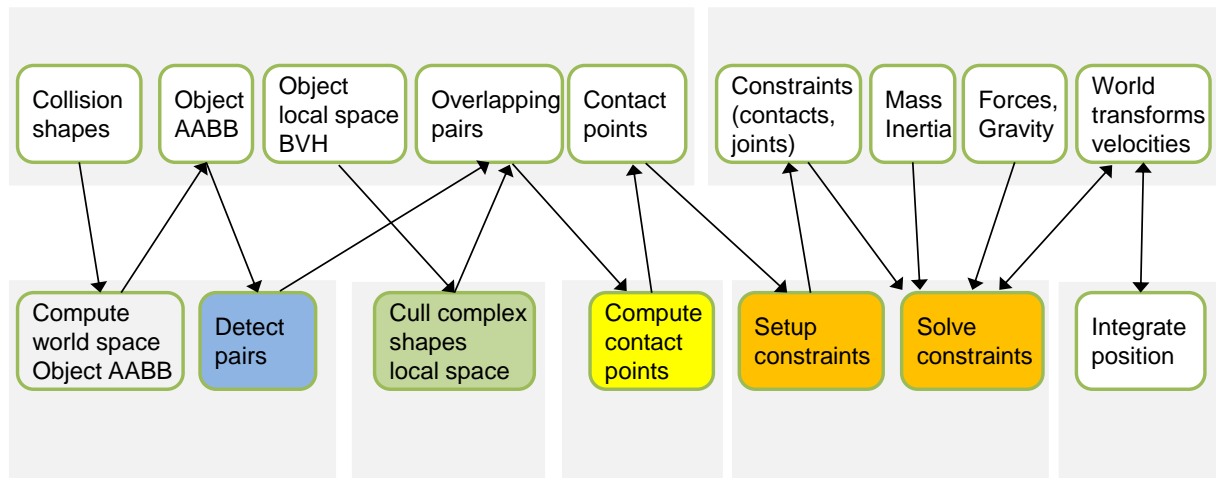 Collision
shapes
Object
AABB
Object
local space
BVH
Overlapping
pairs
Contact
points
Constraints
(contacts,
joints)
Mass
Inertia
Forces,
Gravity
World
transforms
velocities
Compute
world space
Object AABB
Detect
pairs
Cull complex
shapes
local space
Compute
contact
points
Setup
constraints
Solve
constraints
Integrate
position